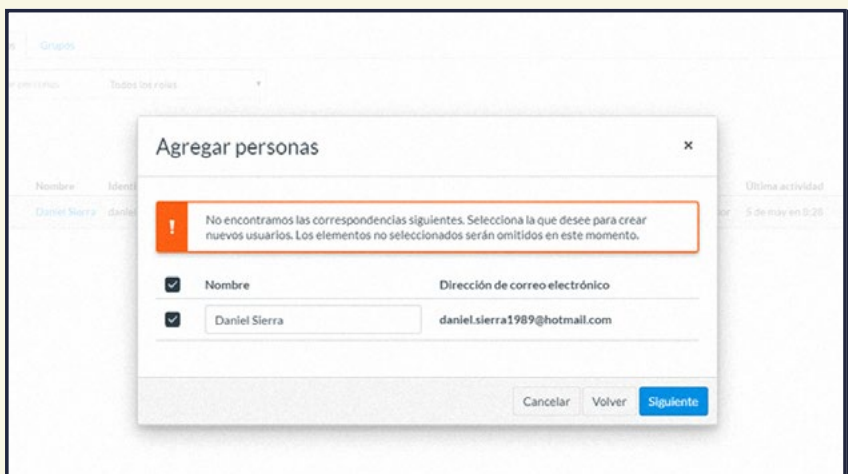 Grupos
Todos los roles
Agregar personas
×
Nombre
Última actividad
Daniel Sierra
5 de may en 8:26
!
No encontramos las correspondencias siguientes. Selecciona la que desee para crear
nuevos usuarios. Los elementos no seleccionados serán omitidos en este momento.
Nombre Dirección de correo electrónico
Daniel Sierra daniel.sierra1989@hotmail.com
Cancelar Volver Siguiente